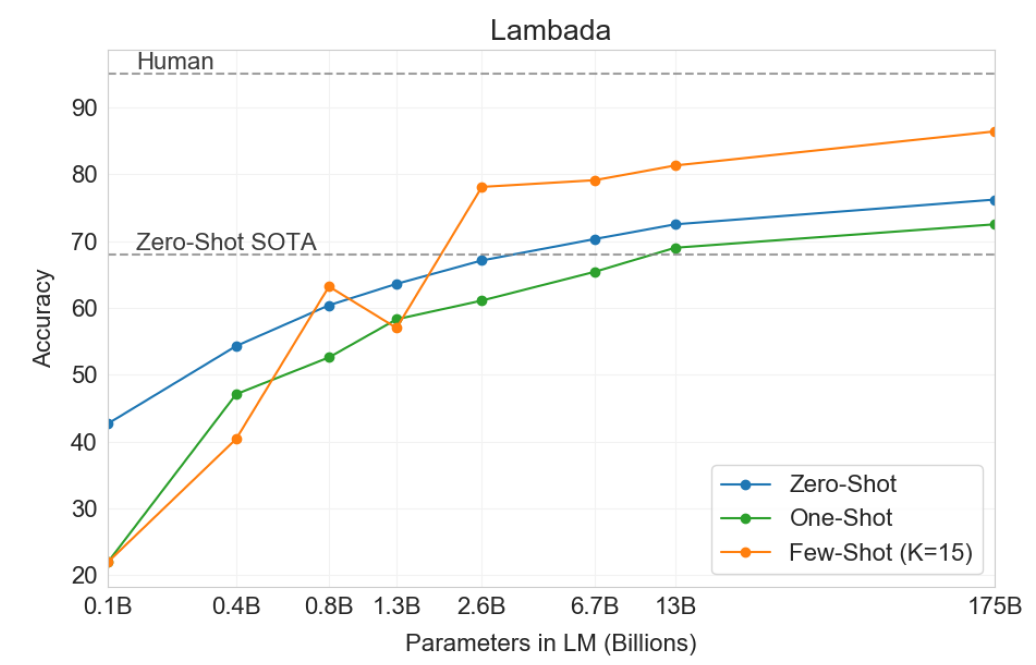 Lambada
Human
90
80
70
Zero-Shot SOTA
60
50
40
30
20
Accuracy
Zero-Shot
One-Shot
Few-Shot (K=15)
0.1B 0.4B 0.8B 1.3B 2.6B 6.7B 13B 175B
Parameters in LM (Billions)